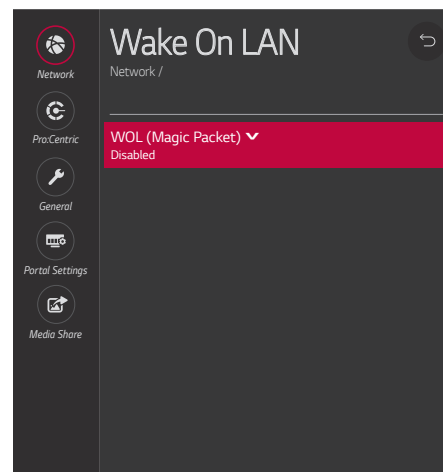 Wake On LAN
Network /
Network
Pro:Centric
General
Portal Settings
Media Share
WOL (Magic Packet)
Disabled